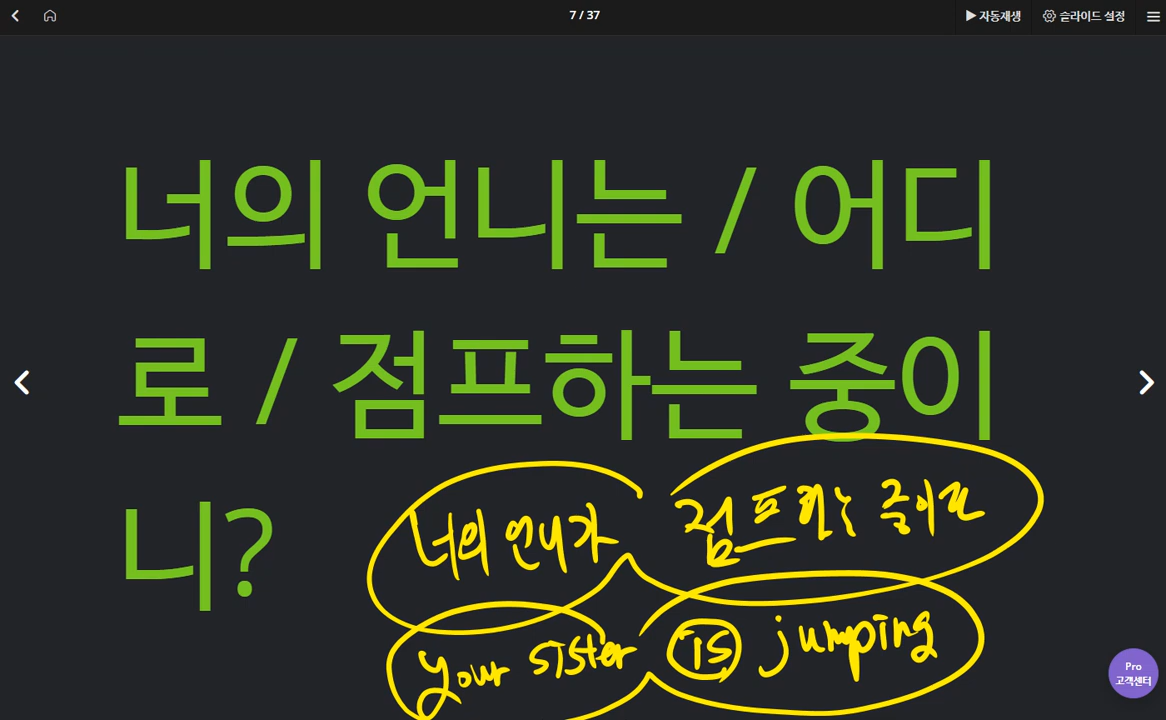 7 / 37
자동재생
슬라이드 설정
너의 언니는 / 어디
로 / 점프하는 중이
니?
너의 언니가 점프하는 중이다
your sister is jumping
Pro
고객센터